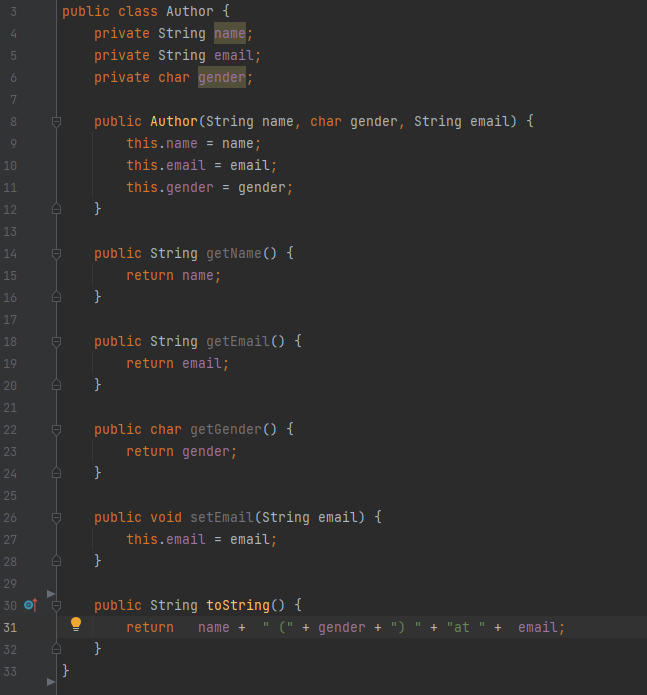 3 public class Author {
4     private String name;
5     private String email;
6     private char gender;
7
8     public Author(String name, char gender, String email) {
9         this.name = name;
10         this.email = email;
11         this.gender = gender;
12     }
13
14     public String getName() {
15         return name;
16     }
17
18     public String getEmail() {
19         return email;
20     }
21
22     public char getGender() {
23         return gender;
24     }
25
26     public void setEmail(String email) {
27         this.email = email;
28     }
29
30     public String toString() {
31         return   name +  " (" + gender + ") " + "at " +  email;
32     }
33 }